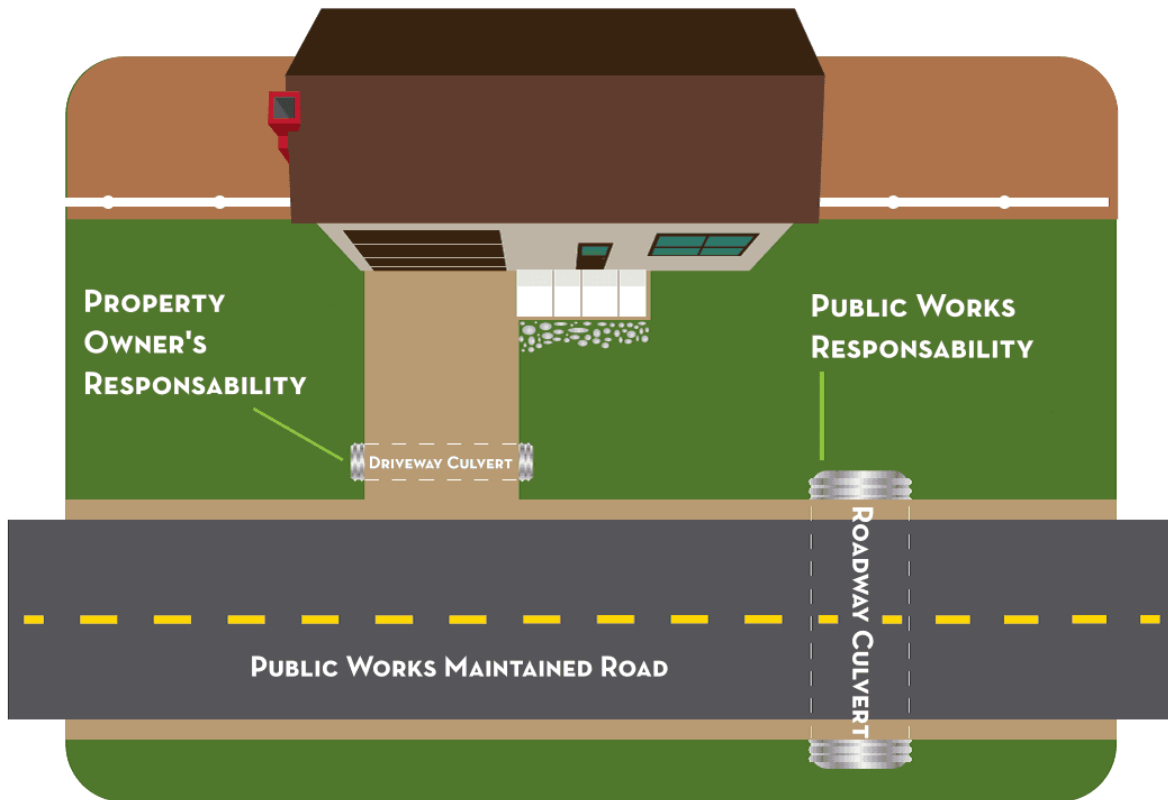 Property
Owner's
Responsability
Public Works
Responsability
Driveway Culvert
Roadway Culvert
Public Works Maintained Road